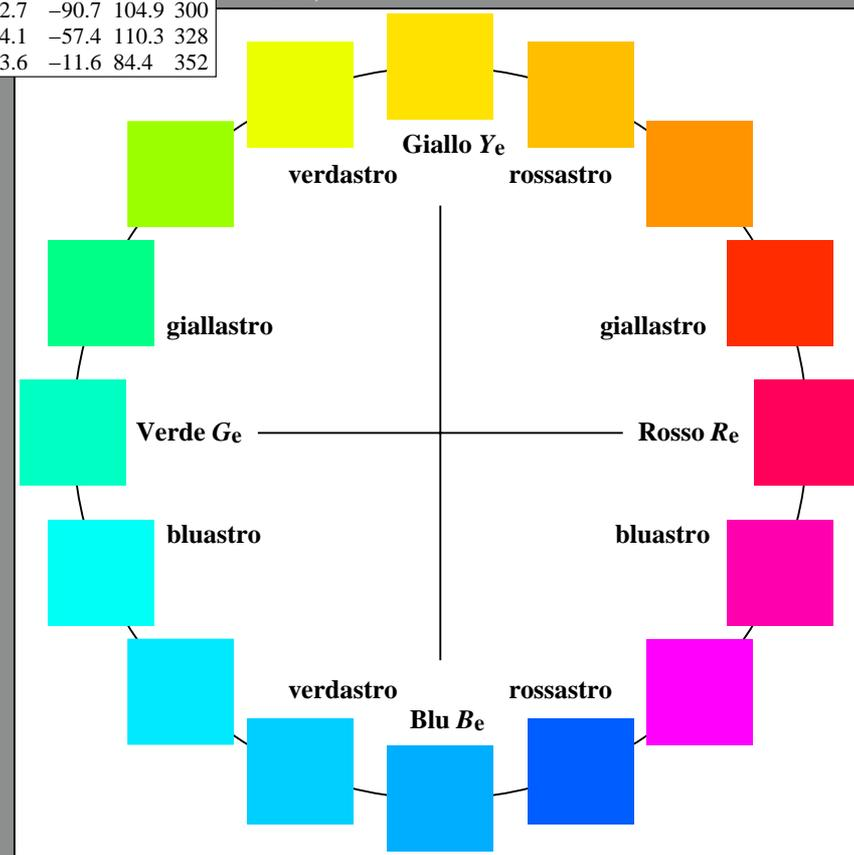 2.7 −90.7 104.9 300
4.1 −57.4 110.3 328
3.6 −11.6 84.4 352
Giallo Ye
verdastro rossastro
giallastro giallastro
Verde Ge Rosso Re
bluastro bluastro
verdastro rossastro
Blu Be